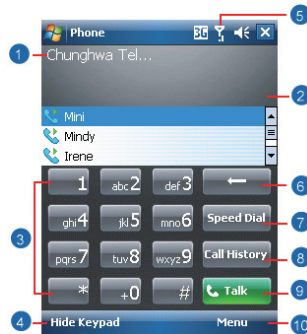 Phone 3G 5
1 Chunghwa Tel...
2
Mini
Mindy
Irene
1 abc 2 def 3 6
3 ghi 4 jkl 5 mno 6 Speed Dial 7
pqrs 7 tuv 8 wxyz 9 Call History 8
* +0 # Talk 9
4 Hide Keypad Menu 10